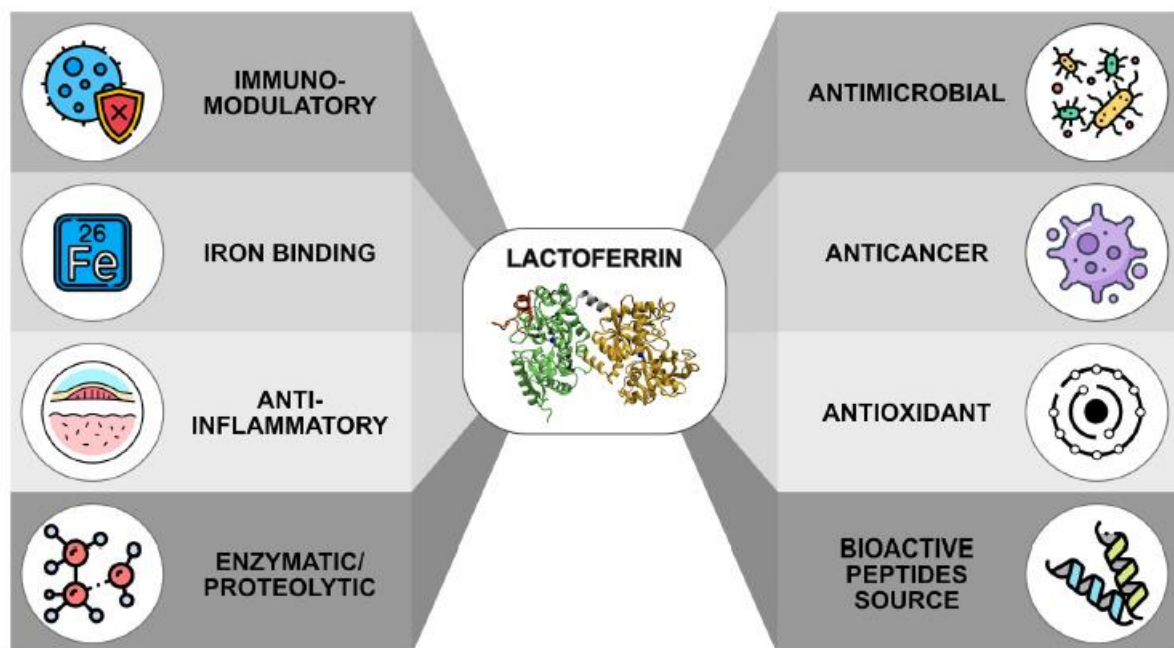 IMMUNO-
MODULATORY
26
Fe
IRON BINDING
ANTI-
INFLAMMATORY
ENZYMATIC/
PROTEOLYTIC
LACTOFERRIN
ANTIMICROBIAL
ANTICANCER
ANTIOXIDANT
BIOACTIVE
PEPTIDES
SOURCE